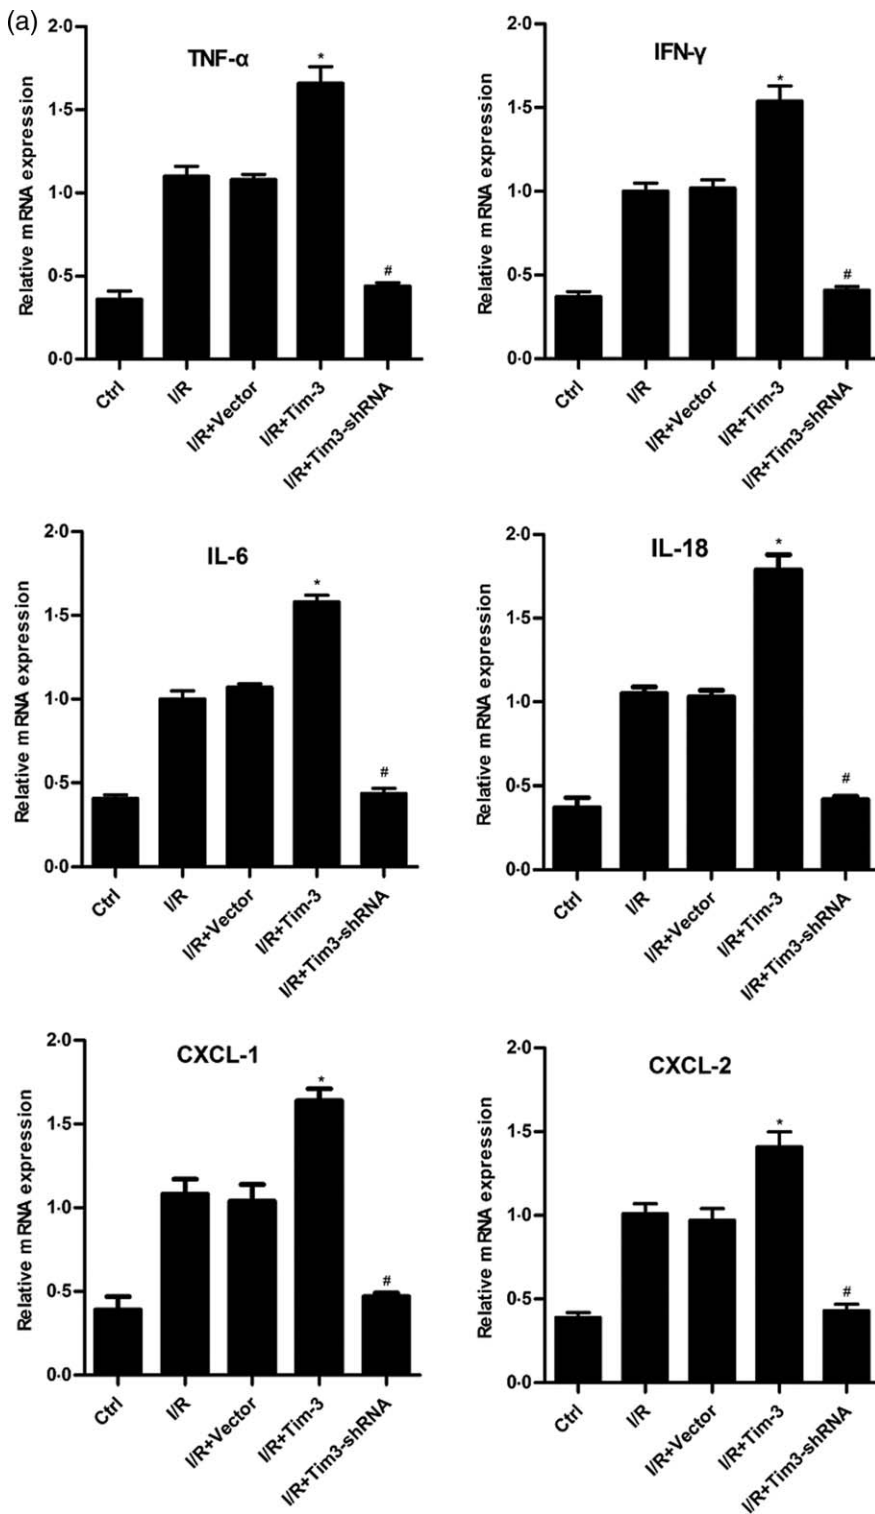 (a)
TNF-α
Relative mRNA expression
2·0
1·5
1·0
0·5
0·0
*
#
Ctrl
I/R
I/R+Vector
I/R+Tim-3
I/R+Tim3-shRNA
IFN-γ
Relative mRNA expression
2·0
1·5
1·0
0·5
0·0
*
#
Ctrl
I/R
I/R+Vector
I/R+Tim-3
I/R+Tim3-shRNA
IL-6
Relative mRNA expression
2·0
1·5
1·0
0·5
0·0
*
#
Ctrl
I/R
I/R+Vector
I/R+Tim-3
I/R+Tim3-shRNA
IL-18
Relative mRNA expression
2·0
1·5
1·0
0·5
0·0
*
#
Ctrl
I/R
I/R+Vector
I/R+Tim-3
I/R+Tim3-shRNA
CXCL-1
Relative mRNA expression
2·0
1·5
1·0
0·5
0·0
*
#
Ctrl
I/R
I/R+Vector
I/R+Tim-3
I/R+Tim3-shRNA
CXCL-2
Relative mRNA expression
2·0
1·5
1·0
0·5
0·0
*
#
Ctrl
I/R
I/R+Vector
I/R+Tim-3
I/R+Tim3-shRNA